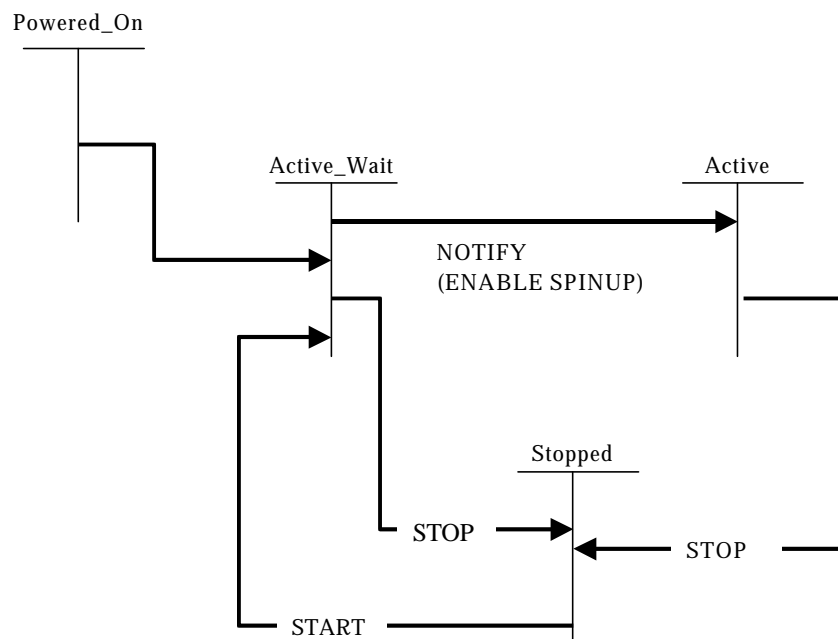 Powered_On
Active_Wait
Active
NOTIFY
(ENABLE SPINUP)
Stopped
STOP
STOP
START